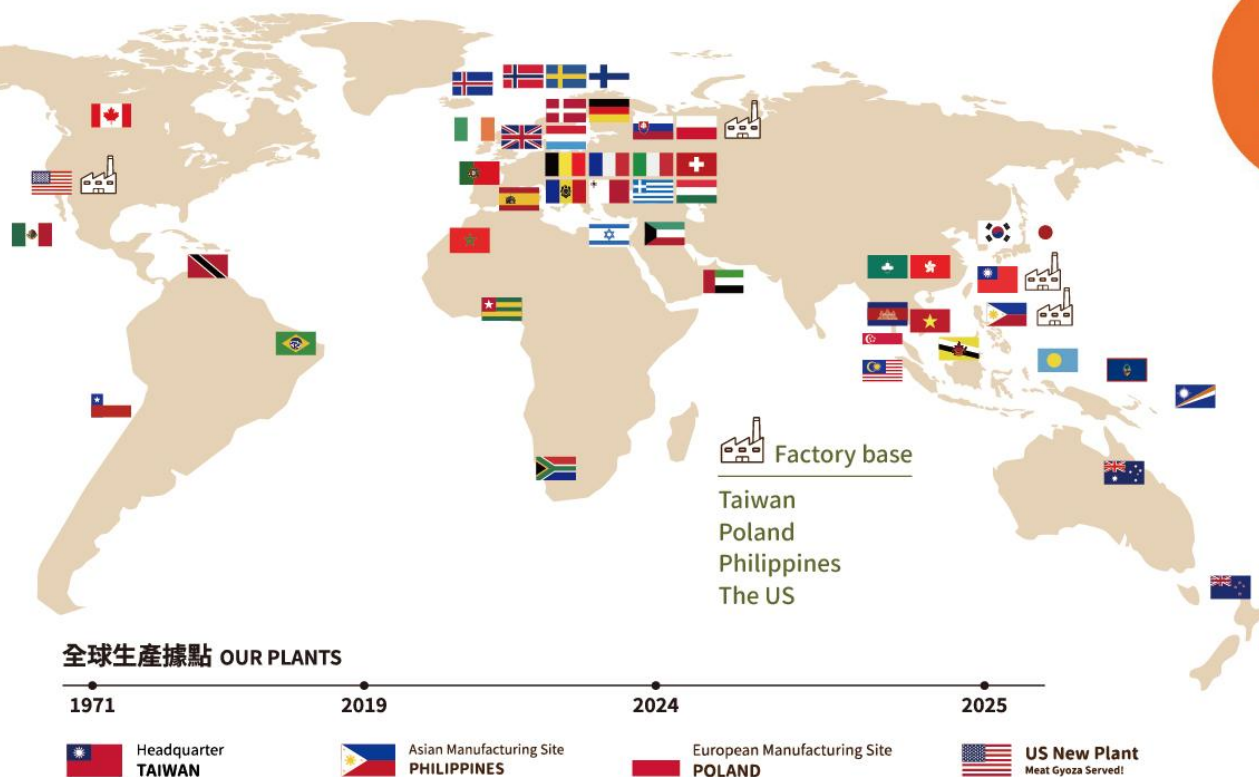 Factory base
Taiwan
Poland
Philippines
The US
全球生產據點 OUR PLANTS
1971
2019
2024
2025
Headquarter
TAIWAN
Asian Manufacturing Site
PHILIPPINES
European Manufacturing Site
POLAND
US New Plant
Meat Gyoza Served!